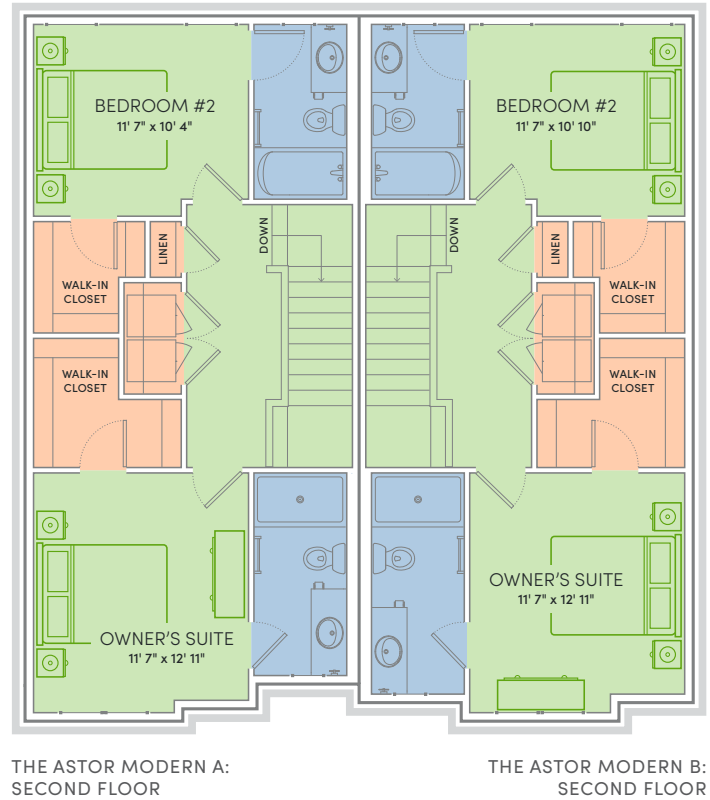 BEDROOM #2
11' 7" x 10' 4"
BEDROOM #2
11' 7" x 10' 10"
WALK-IN
CLOSET
LINEN
DOWN
DOWN
LINEN
WALK-IN
CLOSET
WALK-IN
CLOSET
WALK-IN
CLOSET
OWNER'S SUITE
11' 7" x 12' 11"
OWNER'S SUITE
11' 7" x 12' 11"
THE ASTOR MODERN A:
SECOND FLOOR
THE ASTOR MODERN B:
SECOND FLOOR